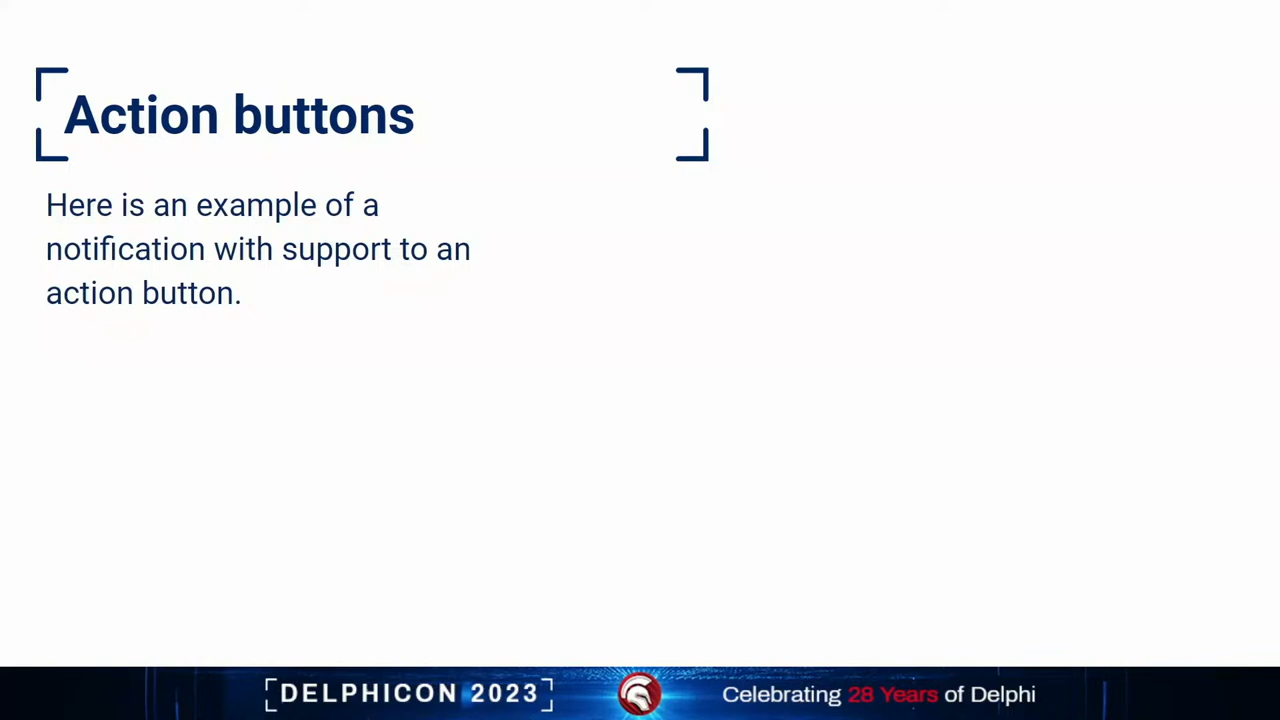 Action buttons
Here is an example of a
notification with support to an
action button.
DELPHICON 2023
Celebrating 28 Years of Delphi